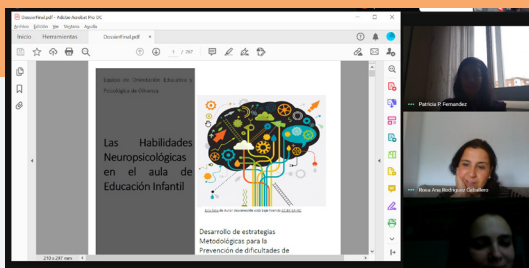 DossierFinal.pdf - Adobe Acrobat Pro DC
Archivo Edición Ver Ventana Ayuda
Inicio Herramientas DossierFinal.pdf ×
1 / 297
Equipo de Orientación Educativa y
Psicológica de Olivenza
Las Habilidades
Neuropsicológicas
en el aula de
Educación Infantil
Desarrollo de estrategias
Metodológicas para la
Prevención de dificultades de
210 x 297 mm
Patricia P. Fernandez
Rosa Ana Rodriguez Caballero